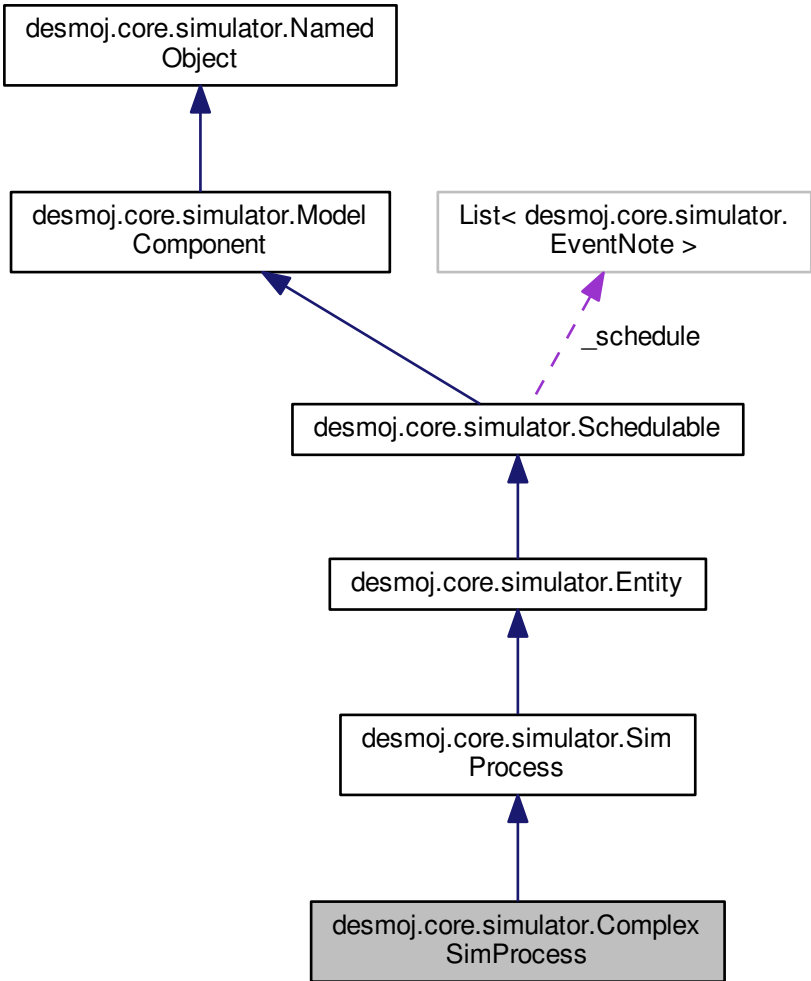 desmoj.core.simulator.Named
Object
desmoj.core.simulator.Model
Component
List< desmoj.core.simulator.
EventNote >
_schedule
desmoj.core.simulator.Schedulable
desmoj.core.simulator.Entity
desmoj.core.simulator.Sim
Process
desmoj.core.simulator.Complex
SimProcess